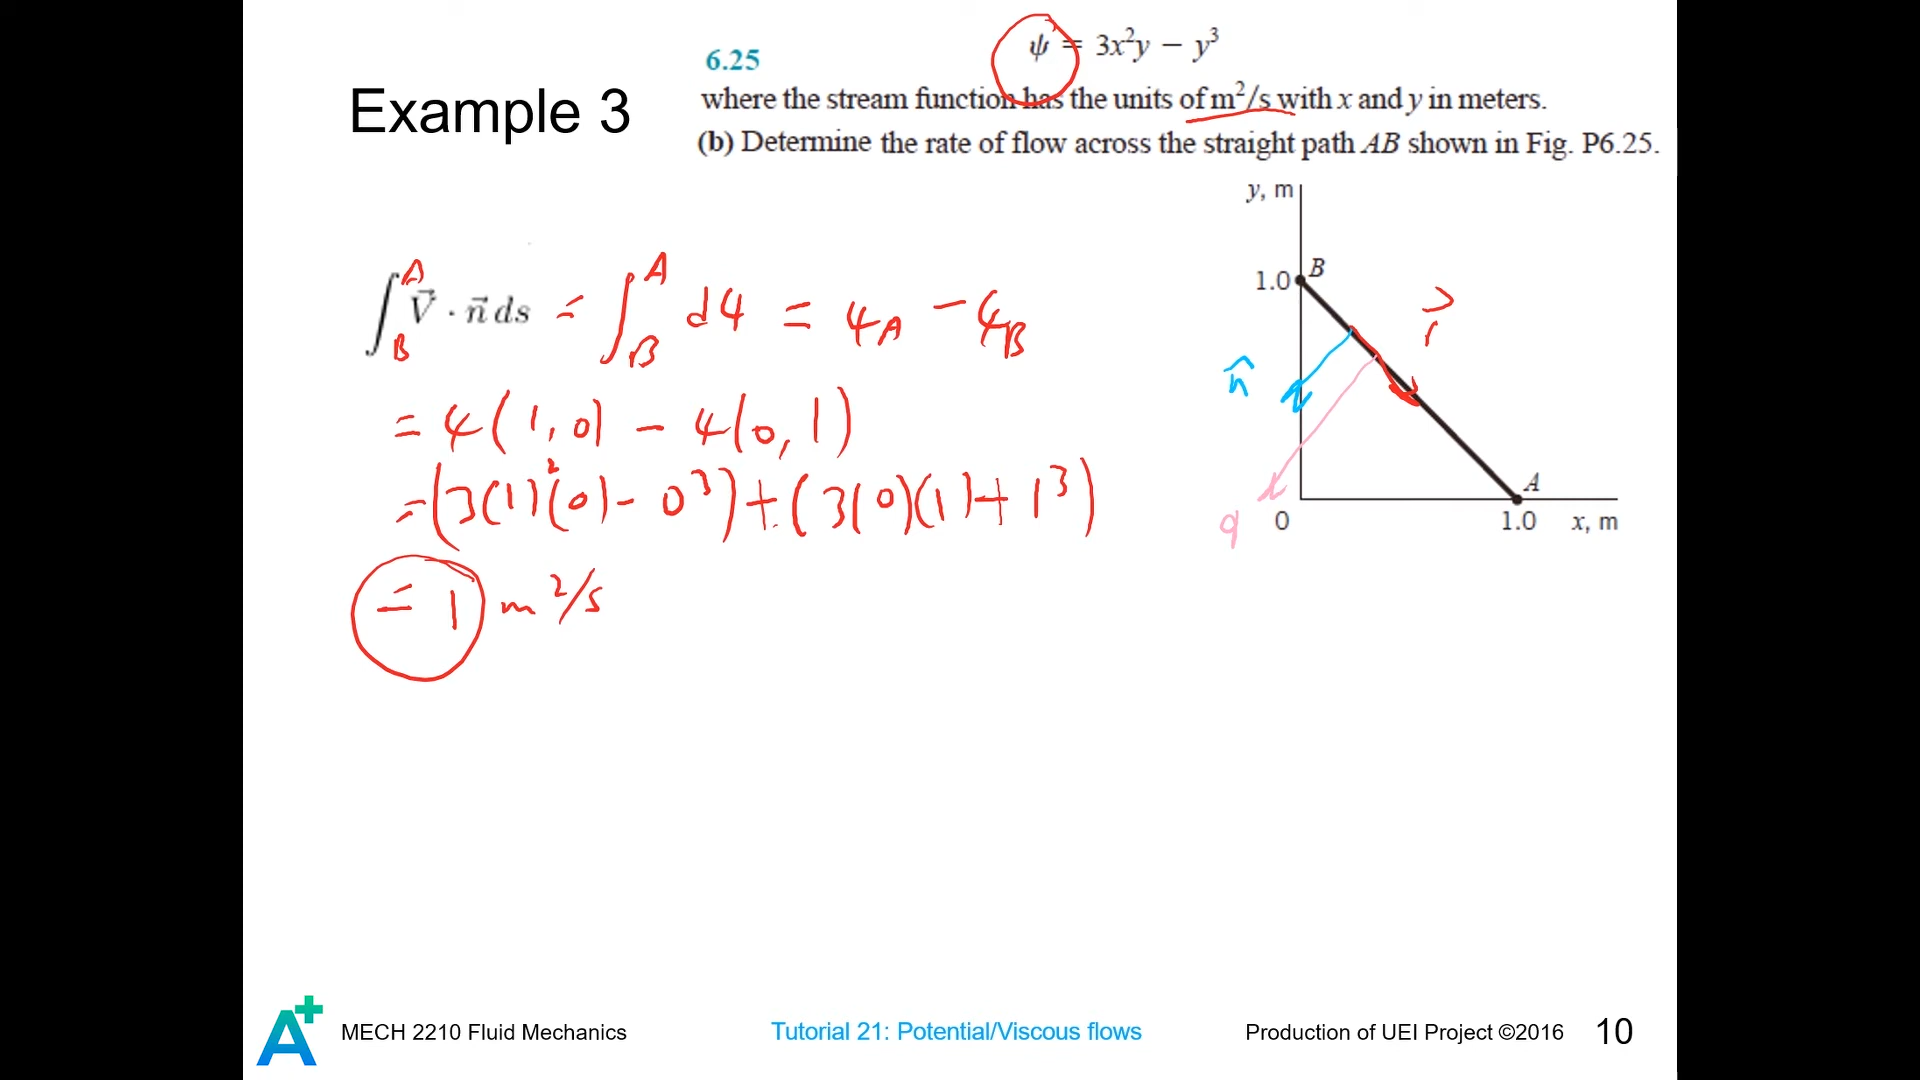 6.25
ψ = 3x²y − y³
Example 3
where the stream function has the units of m²/s with x and y in meters.
(b) Determine the rate of flow across the straight path AB shown in Fig. P6.25.
y, m
1.0
B
A
0
1.0
x, m
r⃗
n̂
q
∫_B^A V⃗ · n⃗ ds = ∫_B^A dψ = ψ_A − ψ_B
= ψ(1, 0) − ψ(0, 1)
= (3(1)²(0) − 0³) + (3(0)(1) + 1³)
= 1 m²/s
A+
MECH 2210 Fluid Mechanics
Tutorial 21: Potential/Viscous flows
Production of UEI Project ©2016
10